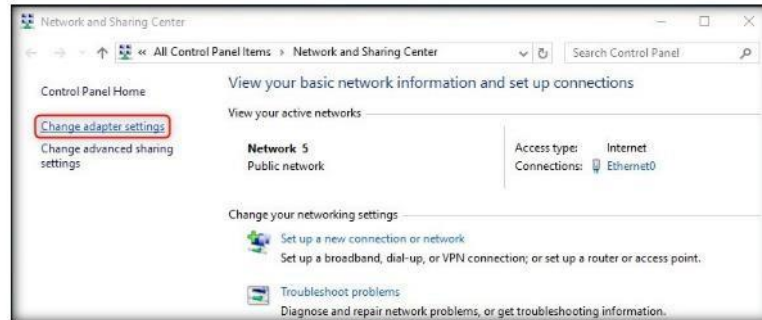 Network and Sharing Center
« All Control Panel Items > Network and Sharing Center
Search Control Panel
Control Panel Home
Change adapter settings
Change advanced sharing
settings
View your basic network information and set up connections
View your active networks
Network 5
Public network
Access type: Internet
Connections: Ethernet0
Change your networking settings
Set up a new connection or network
Set up a broadband, dial-up, or VPN connection; or set up a router or access point.
Troubleshoot problems
Diagnose and repair network problems, or get troubleshooting information.